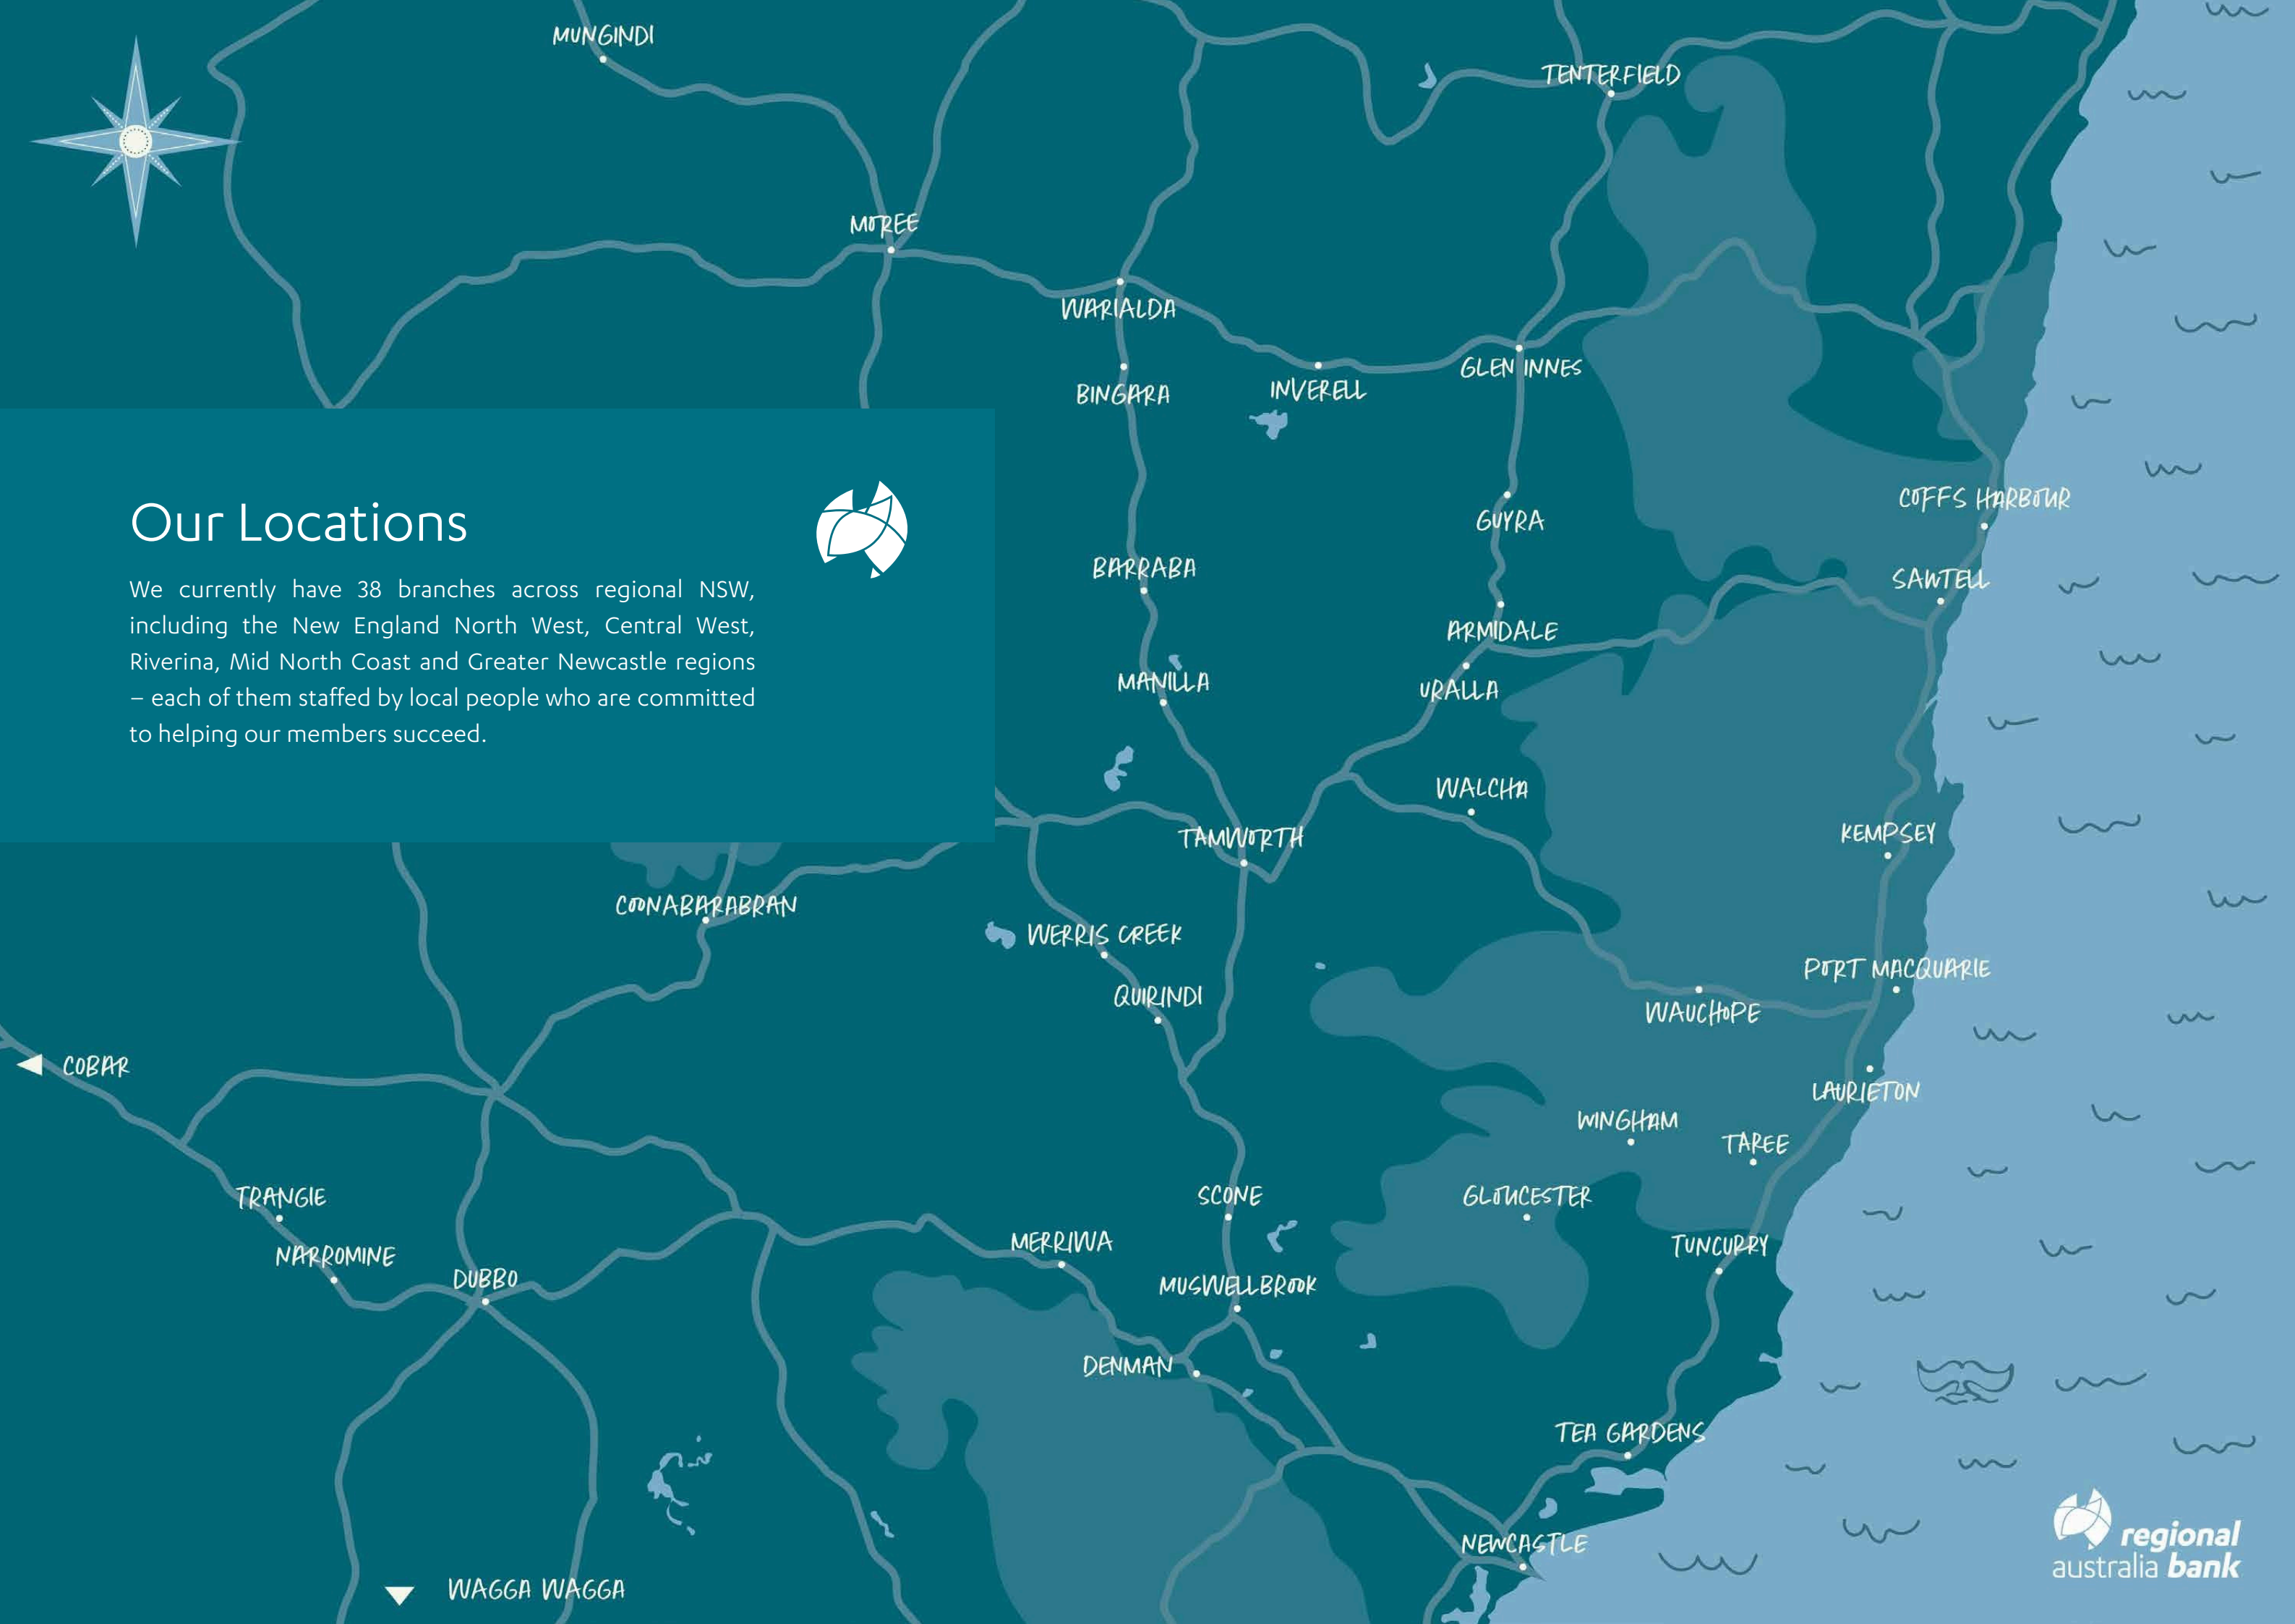 MUNGINDI
TENTERFIELD
MOREE
WARIALDA
GLEN INNES
BINGARA
INVERELL
COFFS HARBOUR
GUYRA
Our Locations
We currently have 38 branches across regional NSW,
including the New England North West, Central West,
Riverina, Mid North Coast and Greater Newcastle regions
– each of them staffed by local people who are committed
to helping our members succeed.
BARRABA
SAWTELL
ARMIDALE
MANILLA
URALLA
WALCHA
TAMWORTH
KEMPSEY
COONABARABRAN
WERRIS CREEK
PORT MACQUARIE
QUIRINDI
WAUCHOPE
COBAR
LAURIETON
WINGHAM
TAREE
TRANGIE
SCONE
GLOUCESTER
MERRIWA
TUNCURRY
NARROMINE
DUBBO
MUSWELLBROOK
DENMAN
TEA GARDENS
NEWCASTLE
WAGGA WAGGA
regional
australia bank